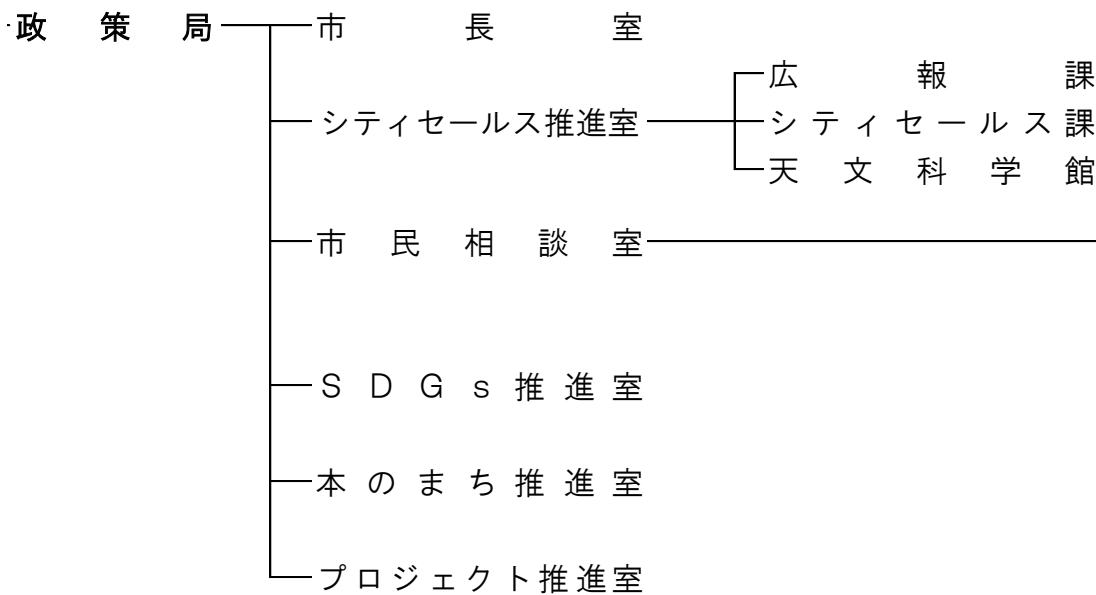 政策局
市長室
広報課
シティセールス推進室
シティセールス課
天文科学館
市民相談室
ＳＤＧｓ推進室
本のまち推進室
プロジェクト推進室